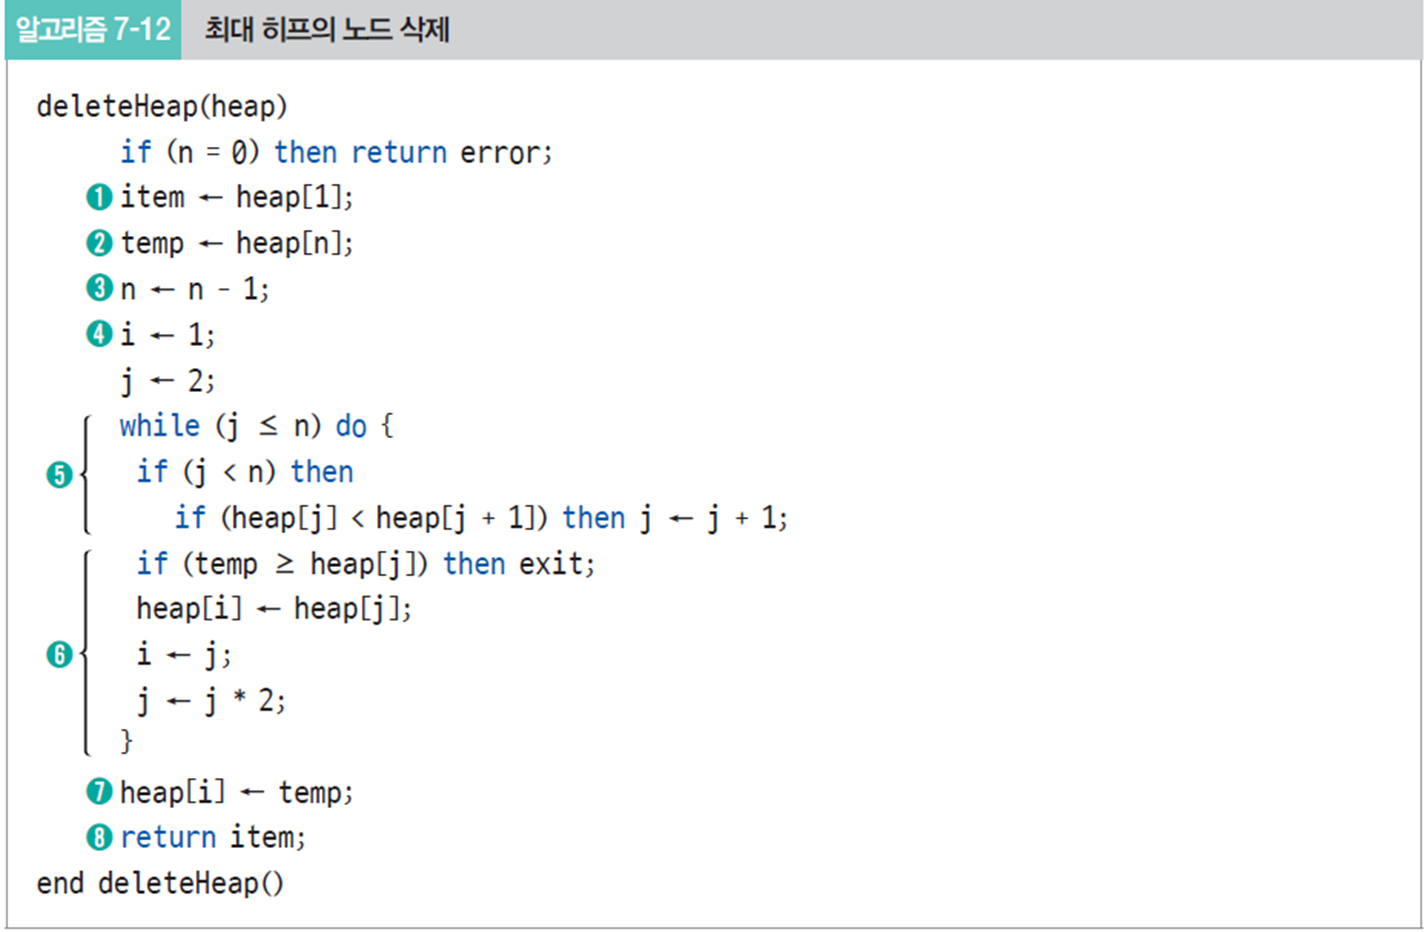 알고리즘 7-12 최대 히프의 노드 삭제
deleteHeap(heap)
if (n = 0) then return error;
❶ item ← heap[1];
❷ temp ← heap[n];
❸ n ← n - 1;
❹ i ← 1;
j ← 2;
while (j ≤ n) do {
❺ if (j < n) then
if (heap[j] < heap[j + 1]) then j ← j + 1;
if (temp ≥ heap[j]) then exit;
heap[i] ← heap[j];
❻ i ← j;
j ← j * 2;
}
❼ heap[i] ← temp;
❽ return item;
end deleteHeap()